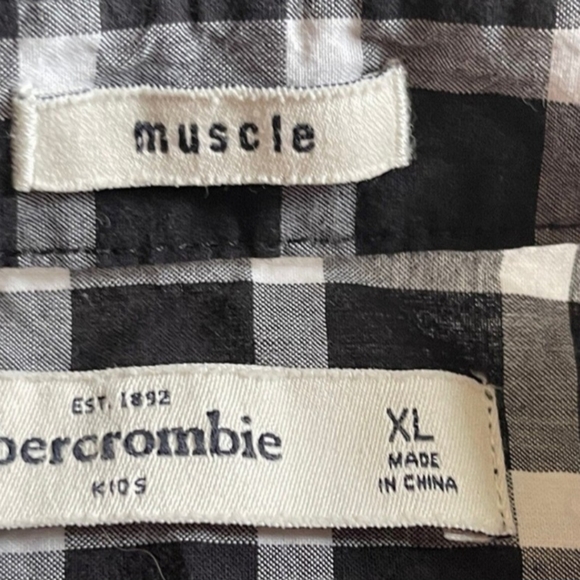 muscle
EST. 1892
bercrombie
KIDS
XL
MADE
IN CHINA